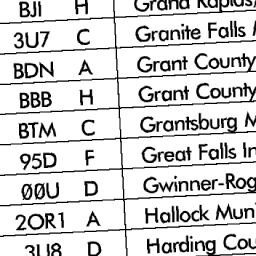 BJI H Grand Rapids/
3U7 C Granite Falls
BDN A Grant County
BBB H Grant County
BTM C Grantsburg M
95D F Great Falls In
ØØU D Gwinner-Rog
2OR1 A Hallock Muni
3U8 D Harding Cou